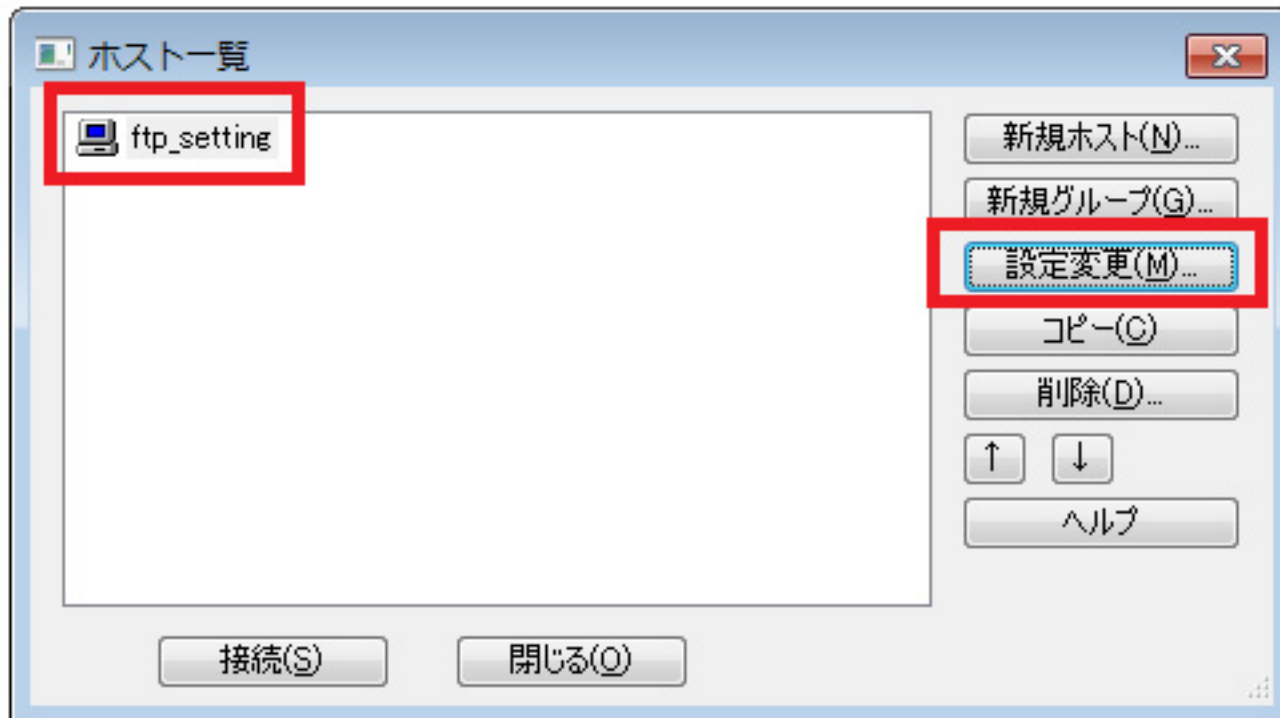 ホスト一覧
ftp_setting
新規ホスト(N)...
新規グループ(G)...
設定変更(M)...
コピー(C)
削除(D)...
↑ ↓
ヘルプ
接続(S) 閉じる(O)